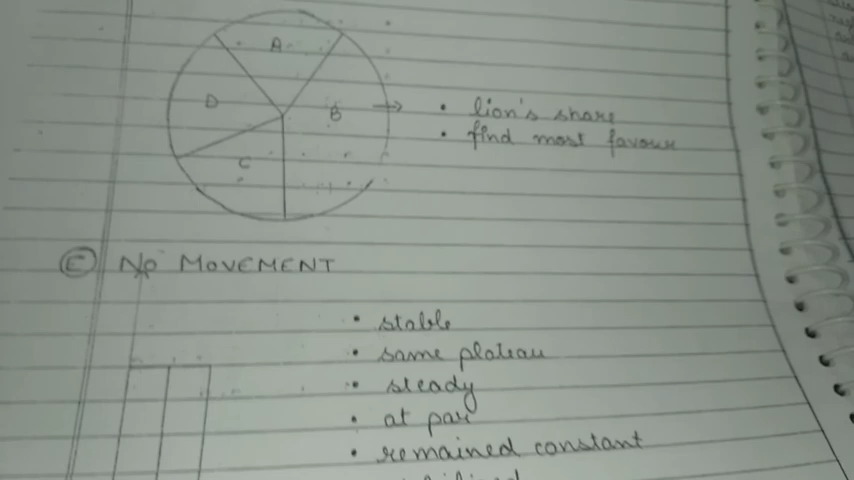 A
D
B
C
• lion's share
• find most favour
E NO MOVEMENT
• stable
• same plateau
• steady
• at par
• remained constant